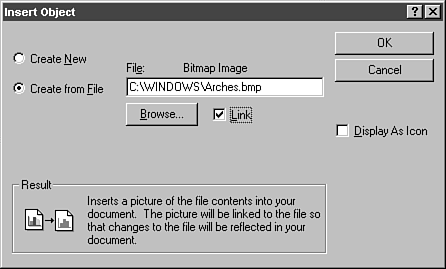 Insert Object
Create New
Create from File
File: Bitmap Image
C:\WINDOWS\Arches.bmp
Browse...
Link
OK
Cancel
Display As Icon
Result
Inserts a picture of the file contents into your
document. The picture will be linked to the file so
that changes to the file will be reflected in your
document.